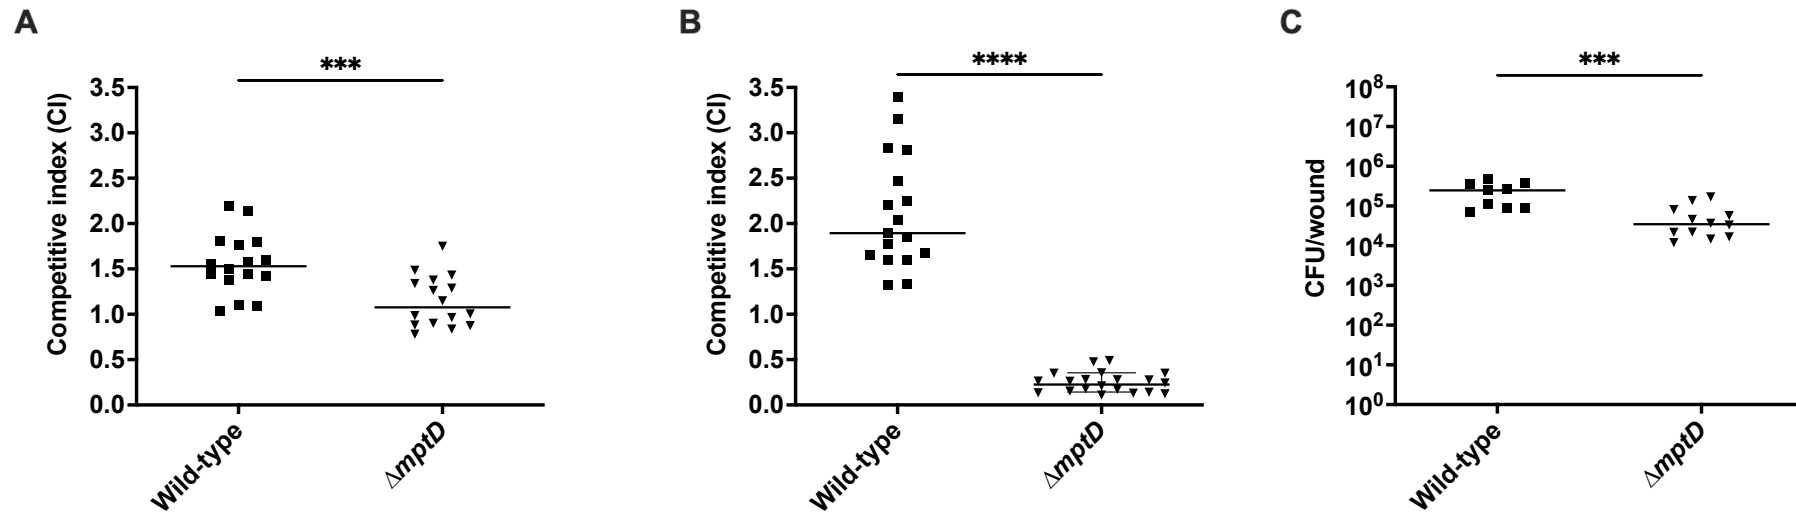 A
***
Competitive index (CI)
3.5
3.0
2.5
2.0
1.5
1.0
0.5
0.0
Wild-type
ΔmptD
B
****
Competitive index (CI)
3.5
3.0
2.5
2.0
1.5
1.0
0.5
0.0
Wild-type
ΔmptD
C
***
CFU/wound
10⁸
10⁷
10⁶
10⁵
10⁴
10³
10²
10¹
10⁰
Wild-type
ΔmptD